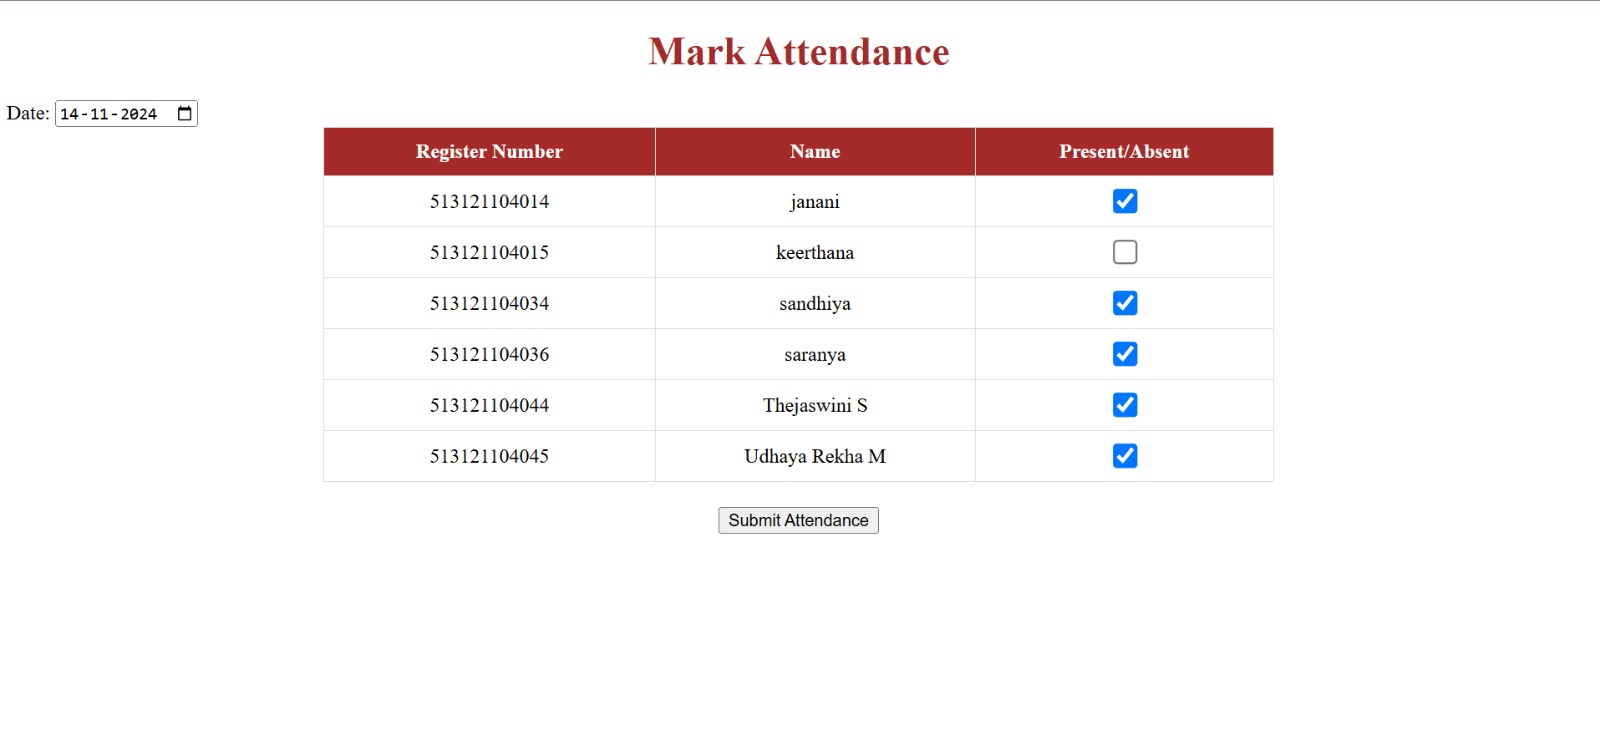 Mark Attendance
Date: 14-11-2024
Register Number Name Present/Absent
513121104014 janani
513121104015 keerthana
513121104034 sandhiya
513121104036 saranya
513121104044 Thejaswini S
513121104045 Udhaya Rekha M
Submit Attendance